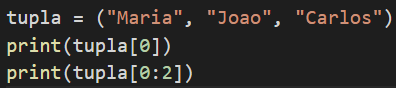 tupla = ("Maria", "Joao", "Carlos")
print(tupla[0])
print(tupla[0:2])